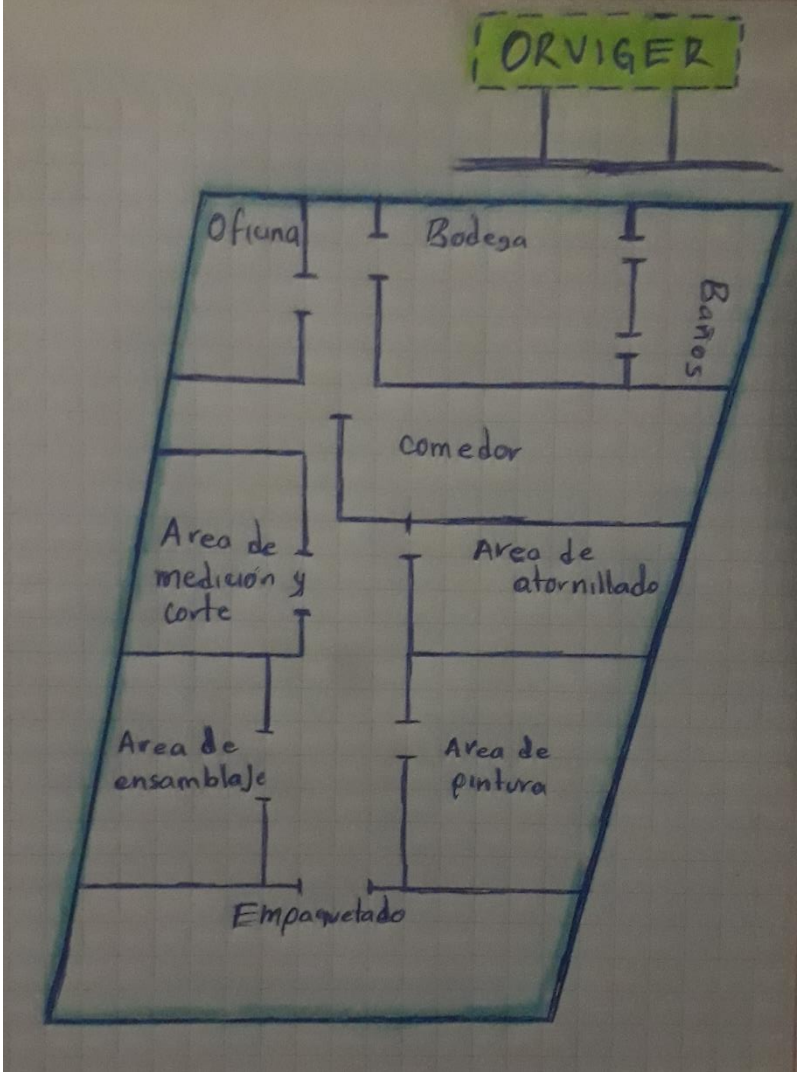 ORVIGER
Oficina
Bodega
Baños
comedor
Area de
medición y
corte
Area de
atornillado
Area de
ensamblaje
Area de
pintura
Empaquetado